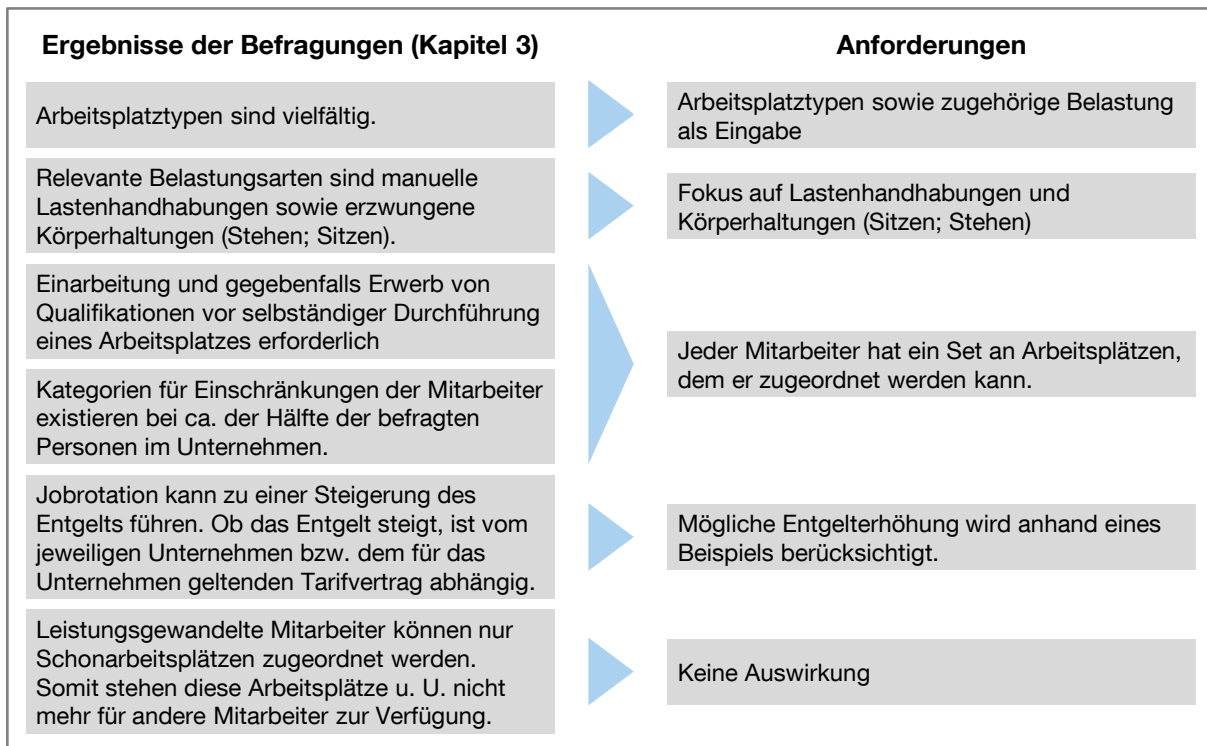 Ergebnisse der Befragungen (Kapitel 3)
Anforderungen
Arbeitsplatztypen sind vielfältig.
Arbeitsplatztypen sowie zugehörige Belastung
als Eingabe
Relevante Belastungsarten sind manuelle
Lastenhandhabungen sowie erzwungene
Körperhaltungen (Stehen; Sitzen).
Fokus auf Lastenhandhabungen und
Körperhaltungen (Sitzen; Stehen)
Einarbeitung und gegebenfalls Erwerb von
Qualifikationen vor selbständiger Durchführung
eines Arbeitsplatzes erforderlich
Kategorien für Einschränkungen der Mitarbeiter
existieren bei ca. der Hälfte der befragten
Personen im Unternehmen.
Jeder Mitarbeiter hat ein Set an Arbeitsplätzen,
dem er zugeordnet werden kann.
Jobrotation kann zu einer Steigerung des
Entgelts führen. Ob das Entgelt steigt, ist vom
jeweiligen Unternehmen bzw. dem für das
Unternehmen geltenden Tarifvertrag abhängig.
Mögliche Entgelterhöhung wird anhand eines
Beispiels berücksichtigt.
Leistungsgewandelte Mitarbeiter können nur
Schonarbeitsplätzen zugeordnet werden.
Somit stehen diese Arbeitsplätze u. U. nicht
mehr für andere Mitarbeiter zur Verfügung.
Keine Auswirkung